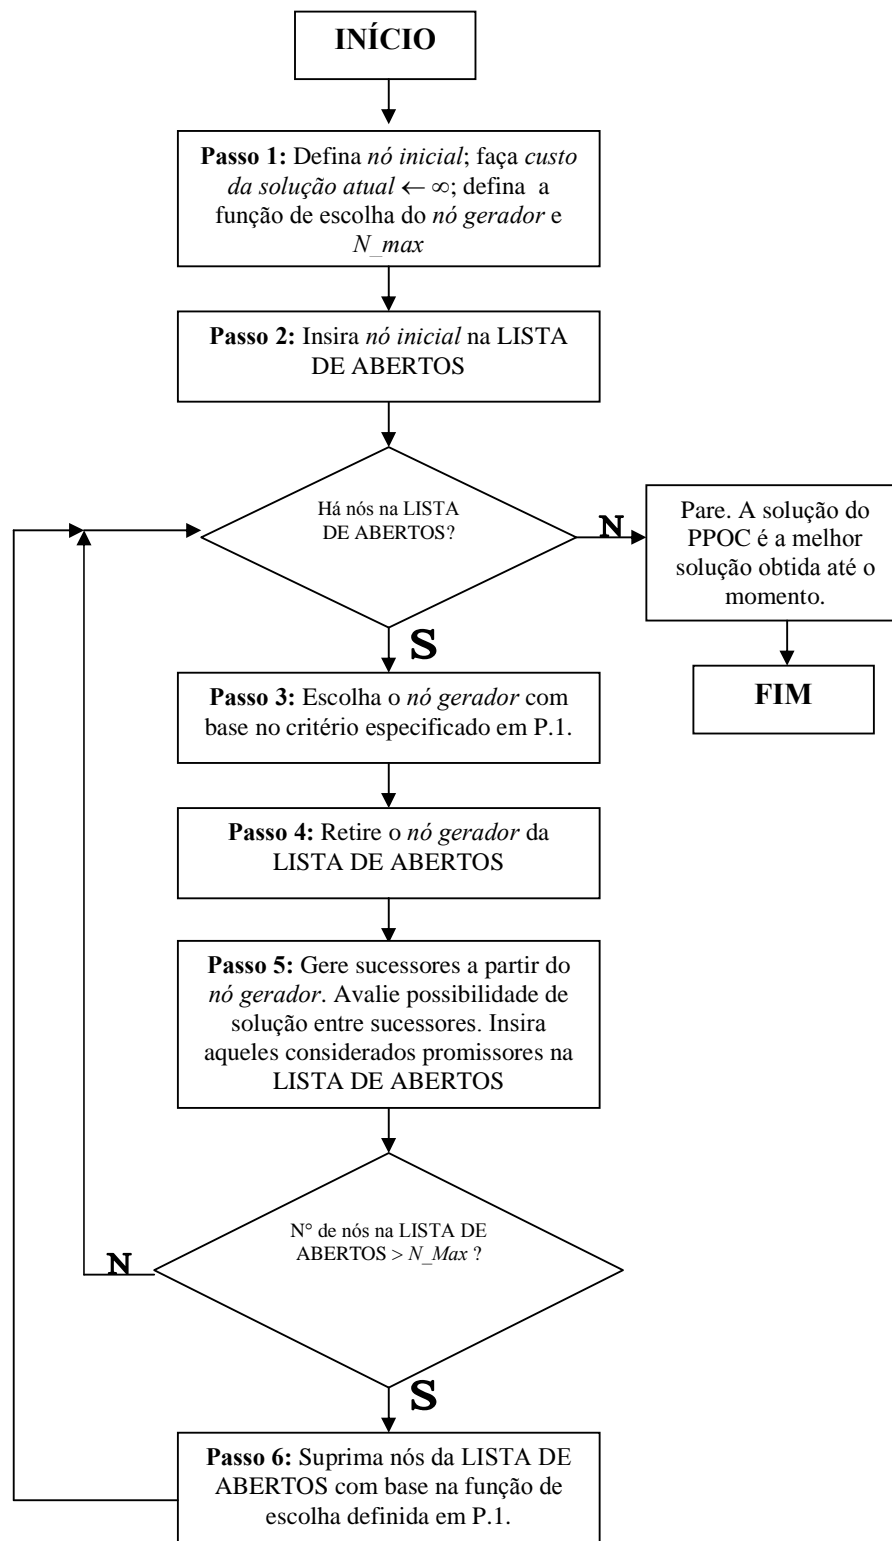 INÍCIO
Passo 1: Defina nó inicial; faça custo
da solução atual ← ∞; defina a
função de escolha do nó gerador e
N_max
Passo 2: Insira nó inicial na LISTA
DE ABERTOS
Há nós na LISTA
DE ABERTOS?
N
Pare. A solução do
PPOC é a melhor
solução obtida até o
momento.
S
FIM
Passo 3: Escolha o nó gerador com
base no critério especificado em P.1.
Passo 4: Retire o nó gerador da
LISTA DE ABERTOS
Passo 5: Gere sucessores a partir do
nó gerador. Avalie possibilidade de
solução entre sucessores. Insira
aqueles considerados promissores na
LISTA DE ABERTOS
N° de nós na LISTA DE
ABERTOS > N_Max ?
N
S
Passo 6: Suprima nós da LISTA DE
ABERTOS com base na função de
escolha definida em P.1.